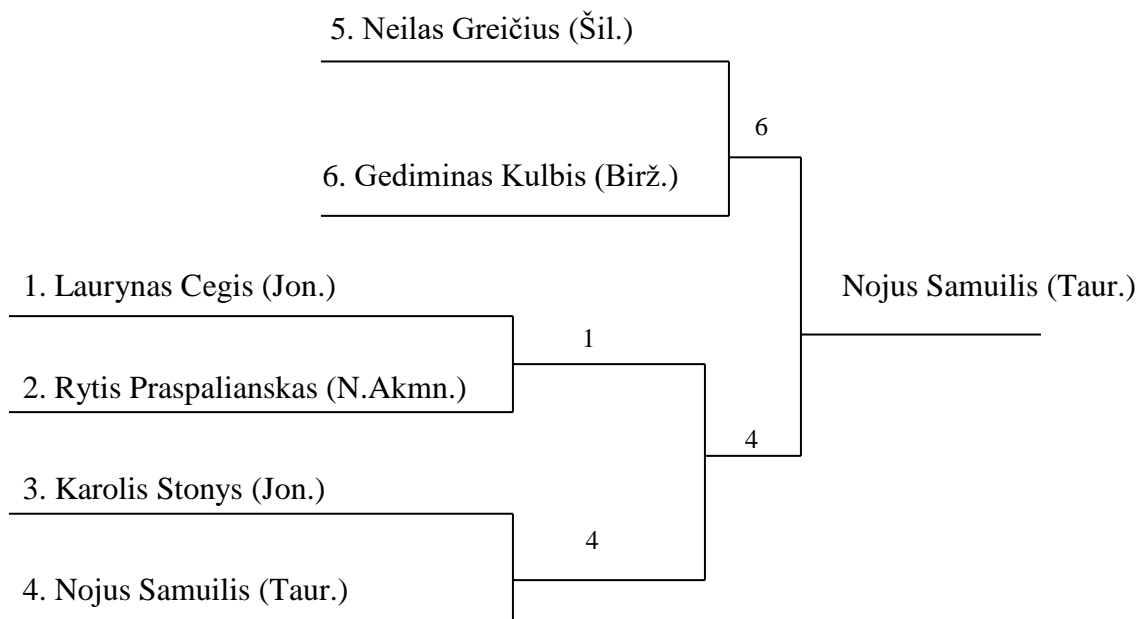 5. Neilas Greičius (Šil.)
6
6. Gediminas Kulbis (Birž.)
1. Laurynas Cegis (Jon.)
Nojus Samuilis (Taur.)
1
2. Rytis Praspalianskas (N.Akmn.)
4
3. Karolis Stonys (Jon.)
4
4. Nojus Samuilis (Taur.)